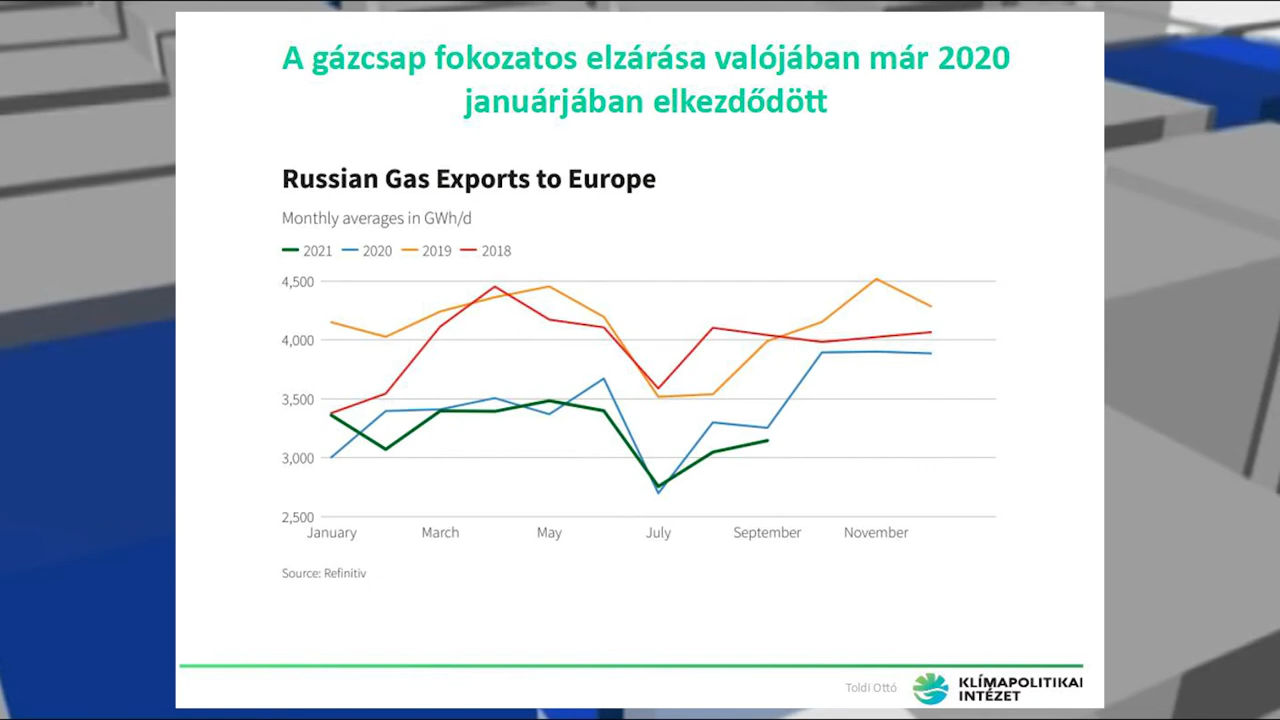 A gázcsap fokozatos elzárása valójában már 2020
januárjában elkezdődött
Russian Gas Exports to Europe
Monthly averages in GWh/d
2021 2020 2019 2018
4,500
4,000
3,500
3,000
2,500
January March May July September November
Source: Refinitiv
Toldi Ottó
KLÍMAPOLITIKAI
INTÉZET